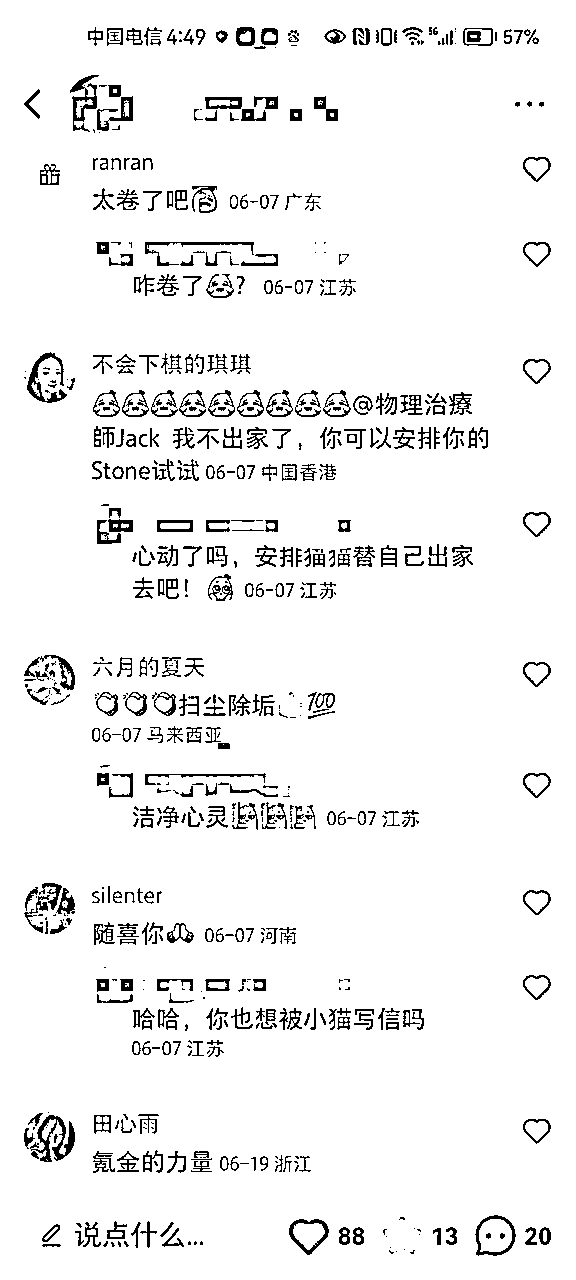 中国电信 4:49 57%
ranran
太卷了吧 06-07 广东
咋卷了? 06-07 江苏
不会下棋的琪琪
@物理治療
師Jack 我不出家了，你可以安排你的
Stone试试 06-07 中国香港
心动了吗，安排猫猫替自己出家
去吧！ 06-07 江苏
六月的夏天
扫尘除垢💯
06-07 马来西亚
洁净心灵 06-07 江苏
silenter
随喜你🙏 06-07 河南
哈哈，你也想被小猫写信吗
06-07 江苏
田心雨
氪金的力量 06-19 浙江
说点什么... 88 13 20